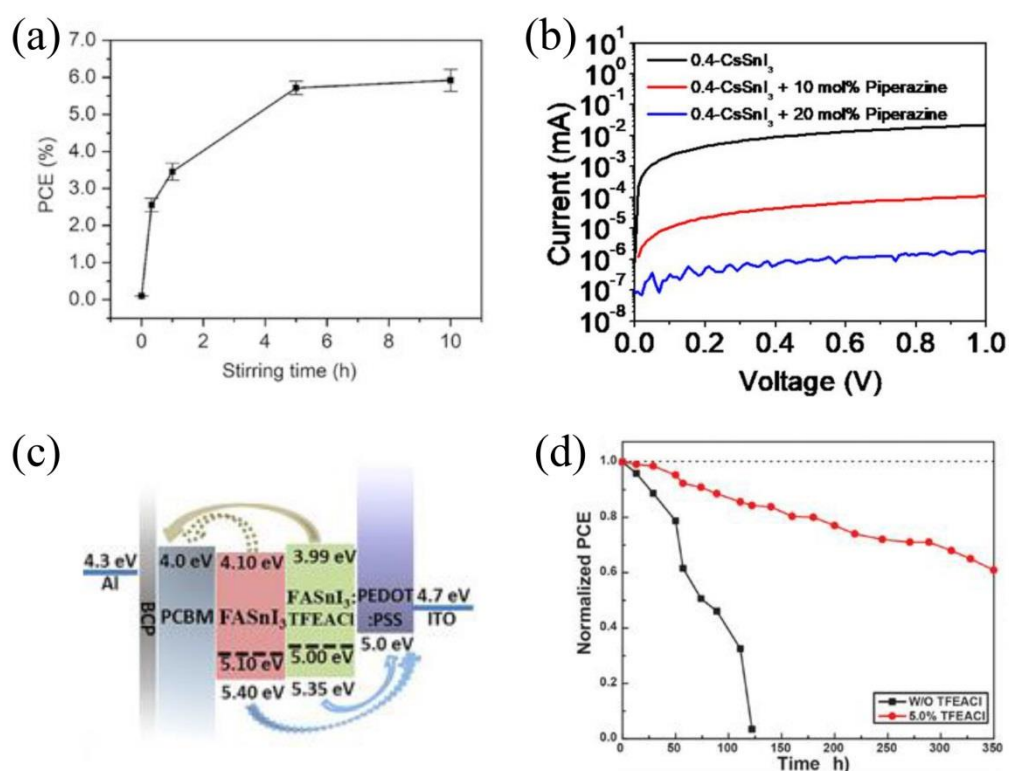 (a)
PCE (%)
7.0
6.0
5.0
4.0
3.0
2.0
1.0
0.0
0 2 4 6 8 10
Stirring time (h)
(b)
Current (mA)
10¹
10⁰
10⁻¹
10⁻²
10⁻³
10⁻⁴
10⁻⁵
10⁻⁶
10⁻⁷
10⁻⁸
0.4-CsSnI₃
0.4-CsSnI₃ + 10 mol% Piperazine
0.4-CsSnI₃ + 20 mol% Piperazine
0.0 0.2 0.4 0.6 0.8 1.0
Voltage (V)
(c)
4.3 eV
Al
BCP
4.0 eV
PCBM
4.10 eV
FASnI₃
5.10 eV
5.40 eV
3.99 eV
FASnI₃:
TFEACl
5.00 eV
5.35 eV
PEDOT
:PSS
5.0 eV
4.7 eV
ITO
(d)
Normalized PCE
1.0
0.8
0.6
0.4
0.2
0.0
W/O TFEACl
5.0% TFEACl
0 50 100 150 200 250 300 350
Time h)